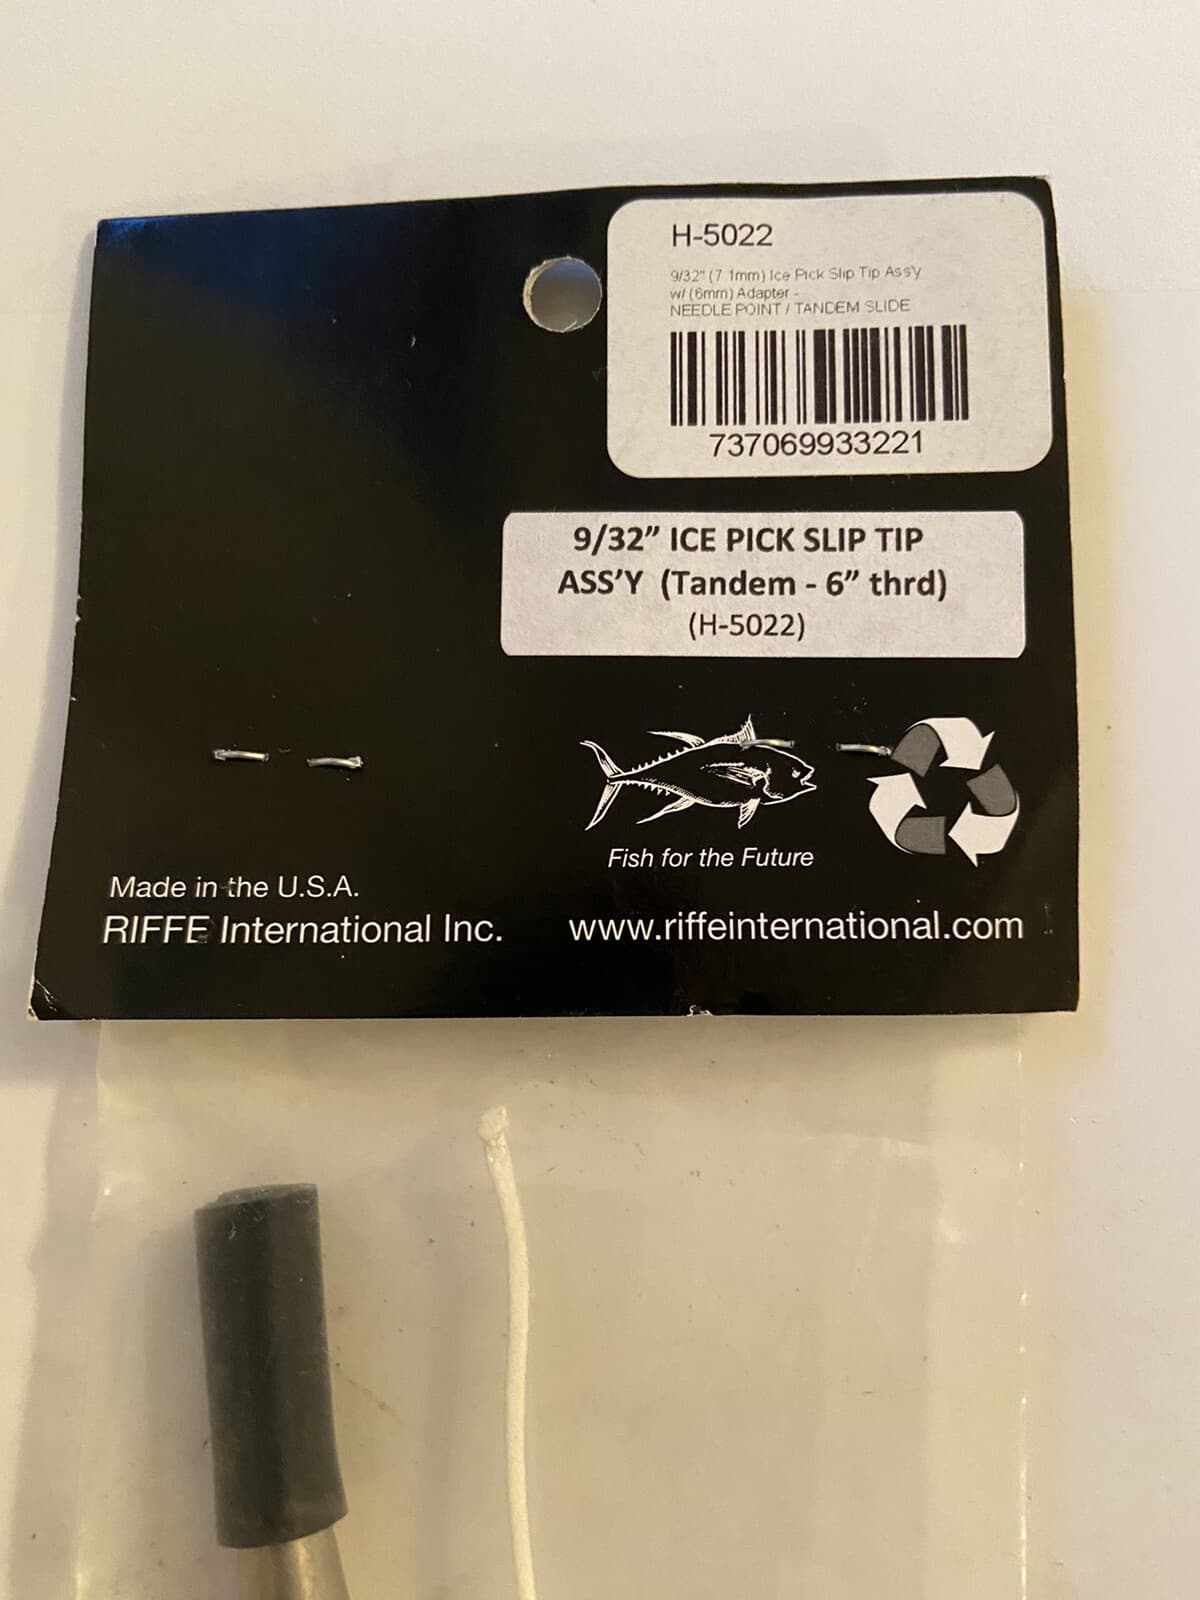 H-5022
9/32" (7.1mm) Ice Pick Slip Tip Ass'y
w/ (6mm) Adapter -
NEEDLE POINT / TANDEM SLIDE
737069933221
9/32” ICE PICK SLIP TIP
ASS’Y (Tandem - 6” thrd)
(H-5022)
Fish for the Future
Made in the U.S.A.
RIFFE International Inc.
www.riffeinternational.com